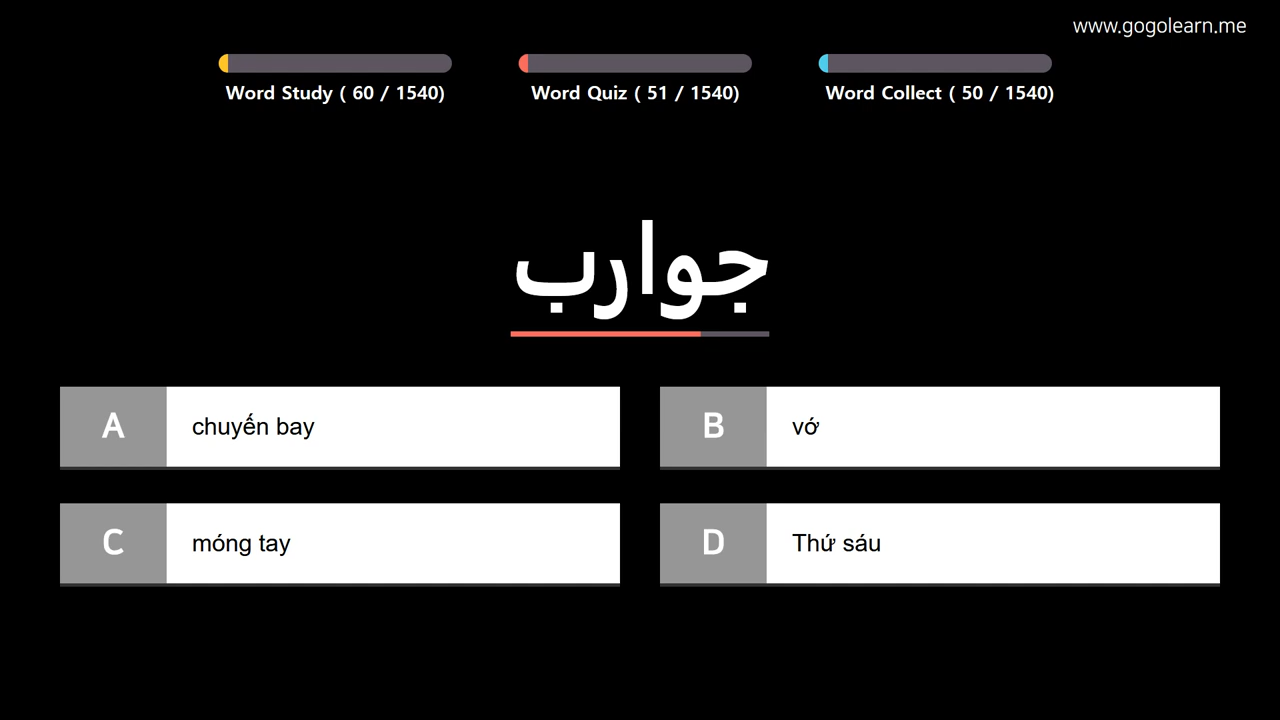 www.gogolearn.me
Word Study ( 60 / 1540)
Word Quiz ( 51 / 1540)
Word Collect ( 50 / 1540)
جوارب
A chuyến bay
B vớ
C móng tay
D Thứ sáu